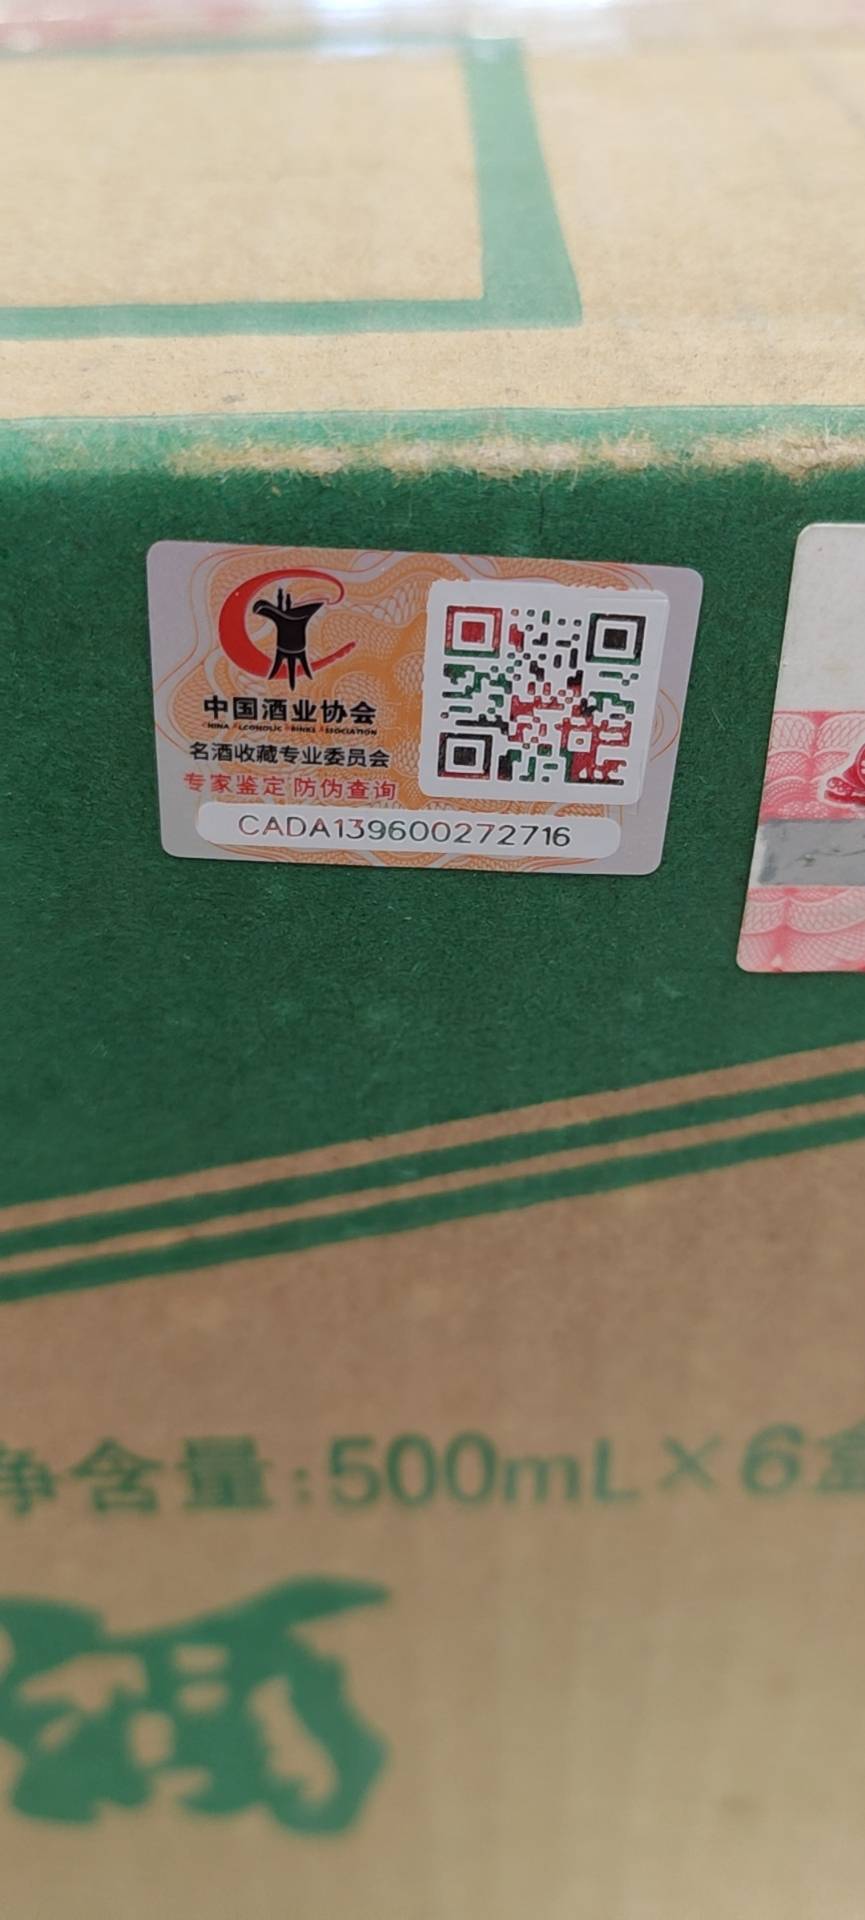 中国酒业协会
CHINA ALCOHOLIC DRINKS ASSOCIATION
名酒收藏专业委员会
专家鉴定 防伪查询
CADA139600272716
净含量:500mL×6盒